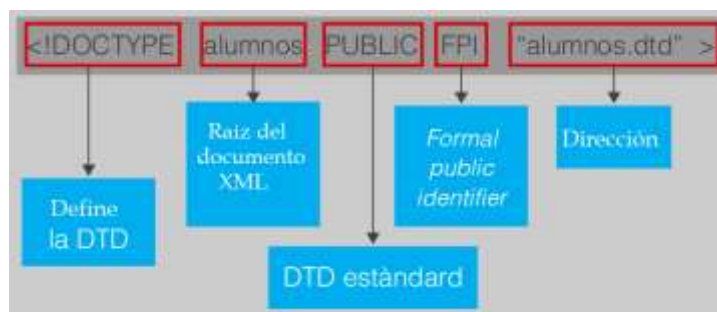 <!DOCTYPE alumnos PUBLIC FPI "alumnos.dtd" >
Raiz del
documento
XML
Formal
public
identifier
Dirección
Define
la DTD
DTD estàndard